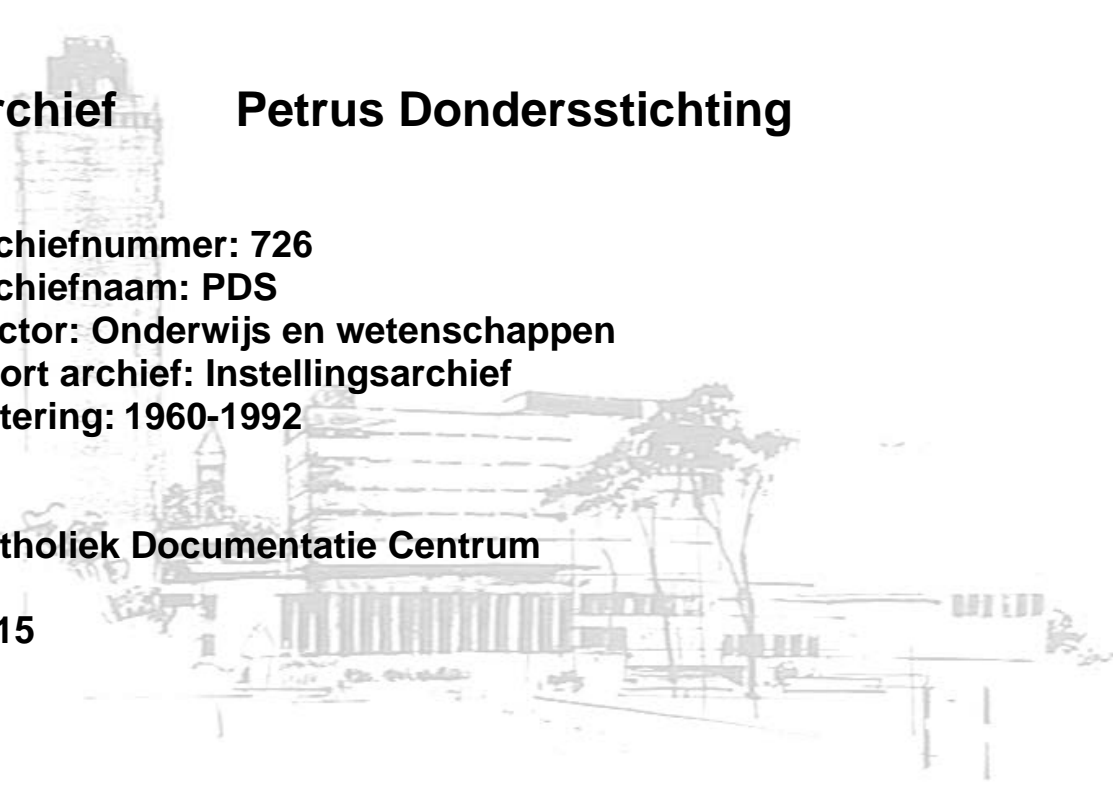 rchief Petrus Dondersstichting
chiefnummer: 726
chiefnaam: PDS
ctor: Onderwijs en wetenschappen
ort archief: Instellingsarchief
tering: 1960-1992
tholiek Documentatie Centrum
15